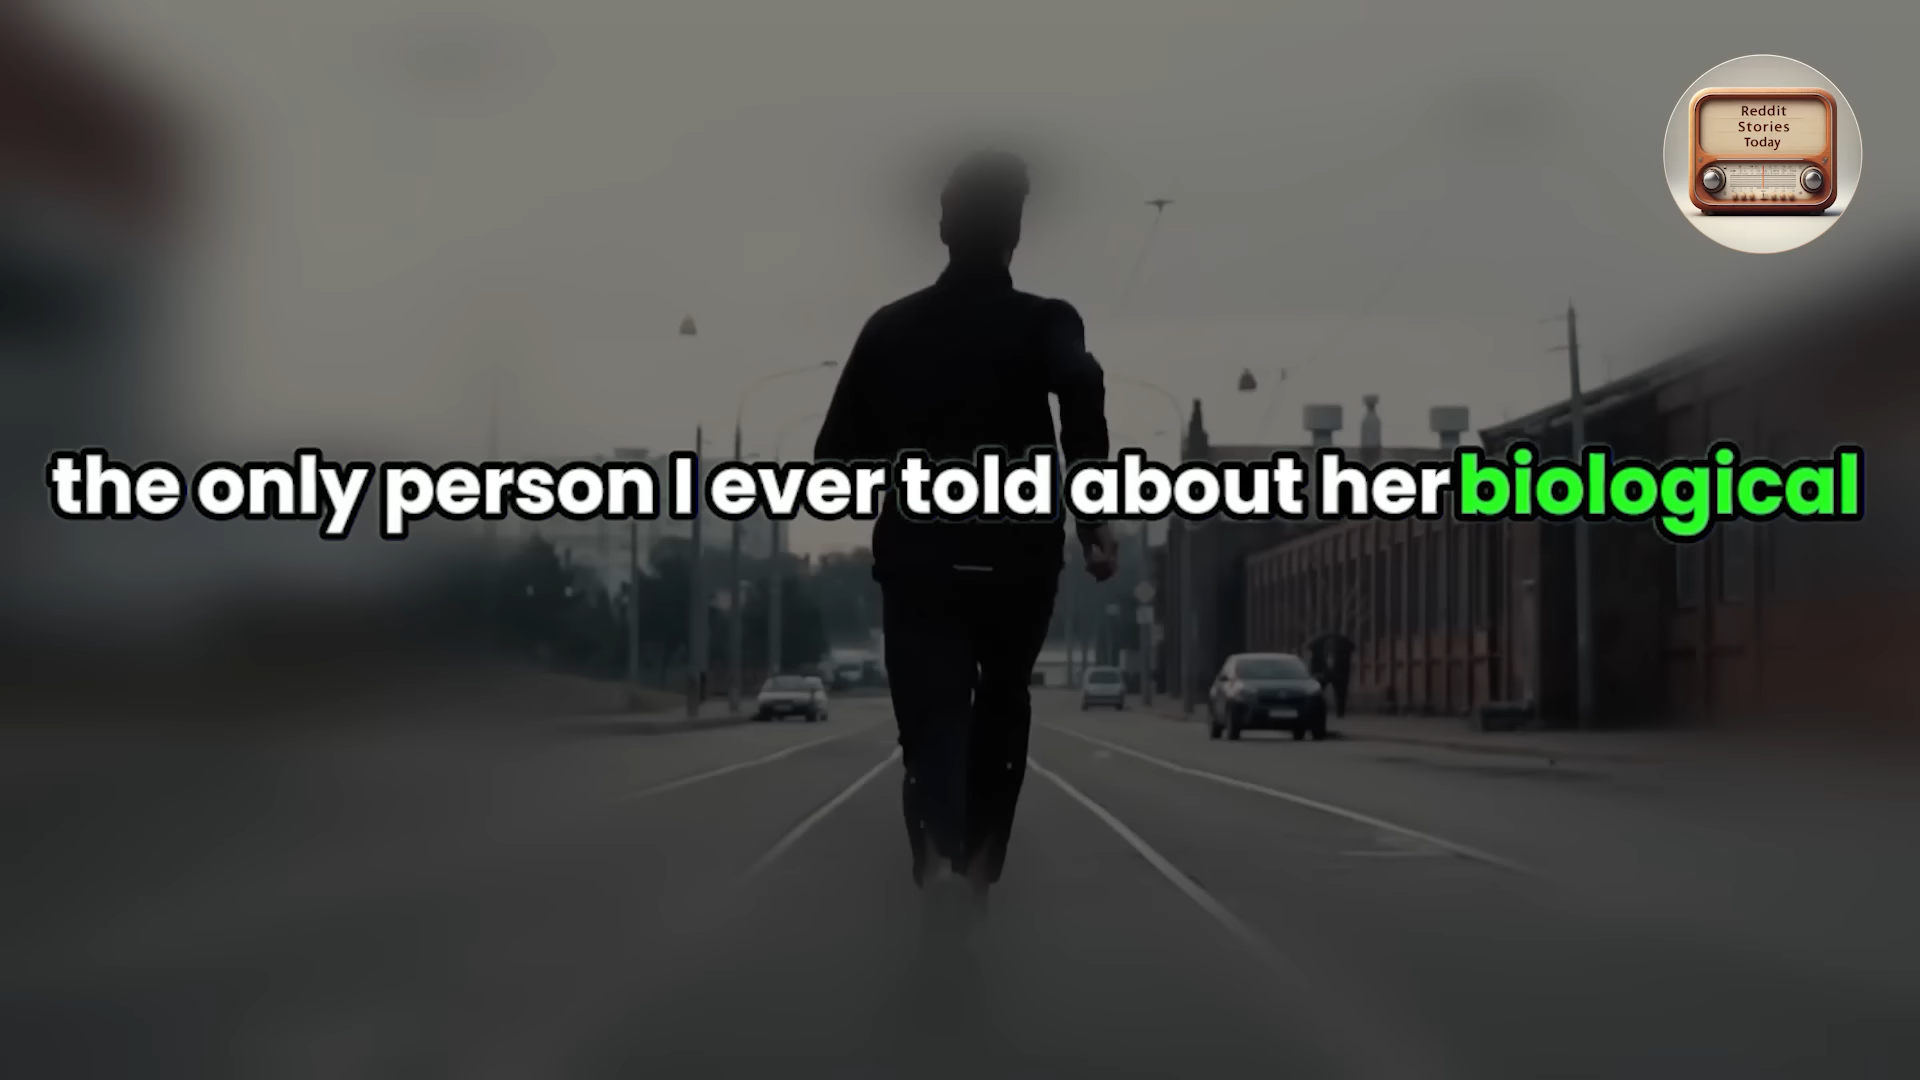 Reddit
Stories
Today
the only person I ever told about her biological